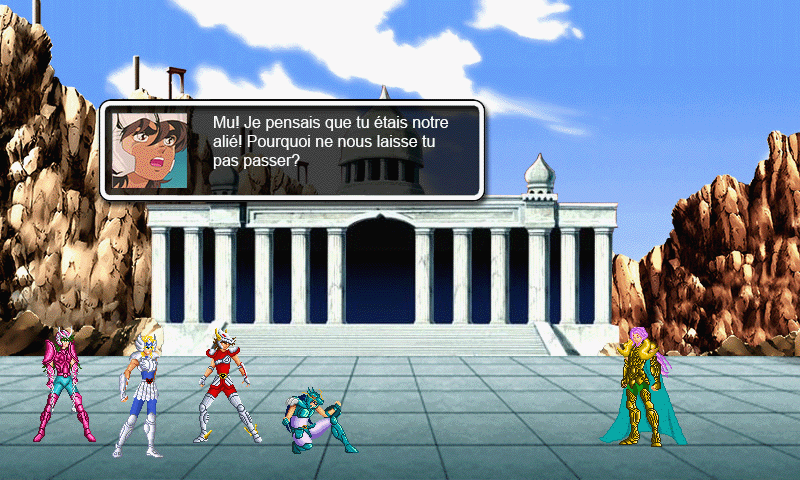 Mu! Je pensais que tu étais notre
alié! Pourquoi ne nous laisse tu
pas passer?